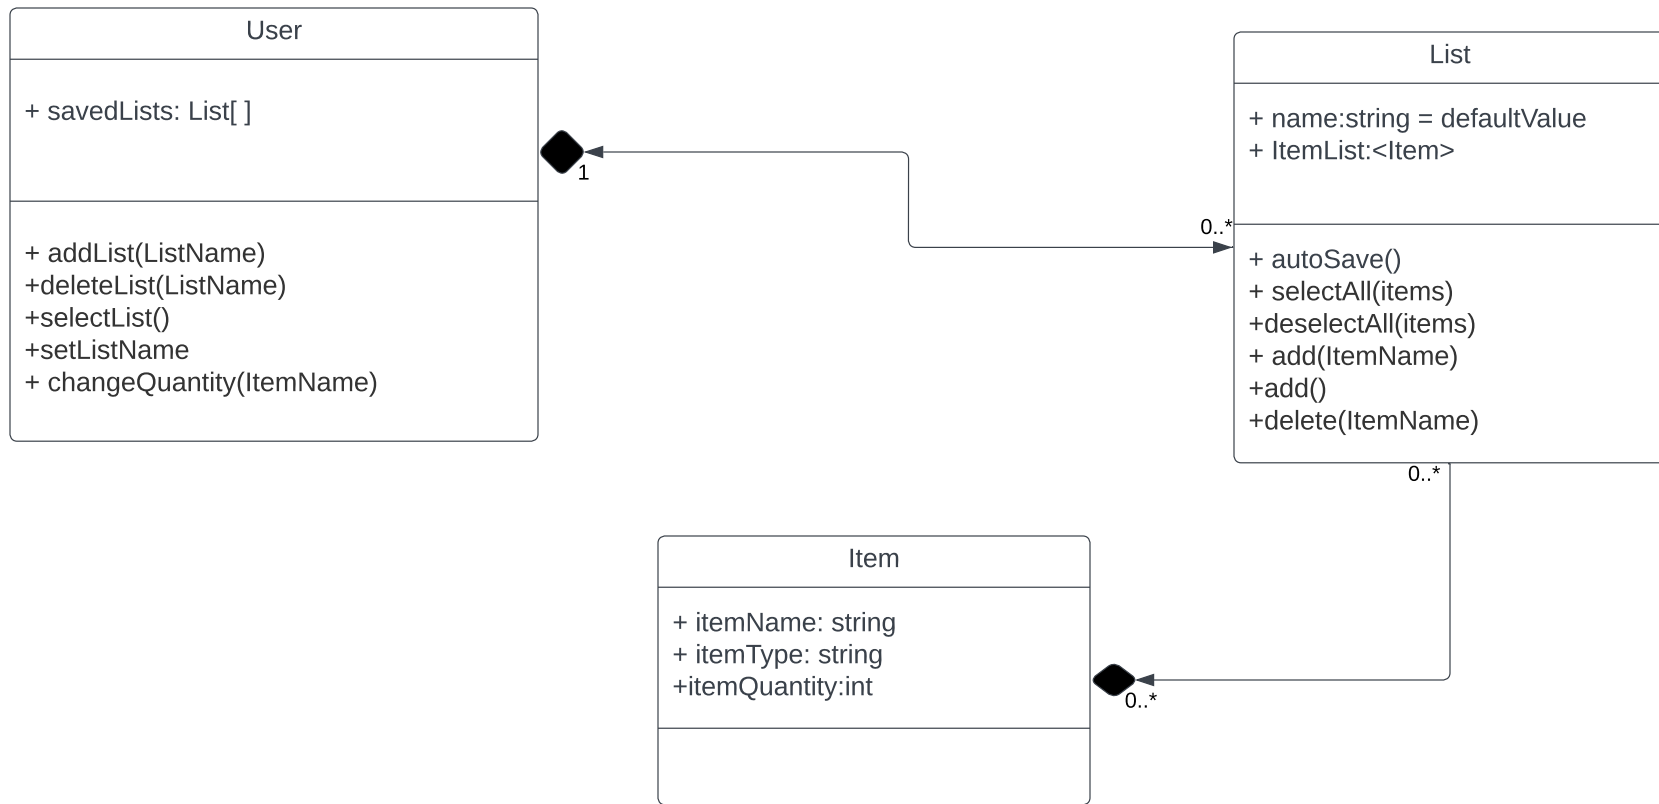 User
+ savedLists: List[ ]
+ addList(ListName)
+deleteList(ListName)
+selectList()
+setListName
+ changeQuantity(ItemName)
1
0..*
List
+ name:string = defaultValue
+ ItemList:<Item>
+ autoSave()
+ selectAll(items)
+deselectAll(items)
+ add(ItemName)
+add()
+delete(ItemName)
0..*
Item
+ itemName: string
+ itemType: string
+itemQuantity:int
0..*